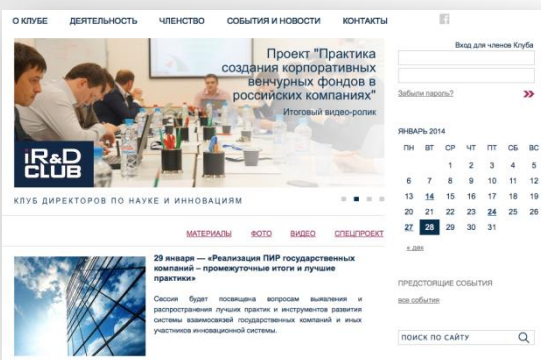 О КЛУБЕ ДЕЯТЕЛЬНОСТЬ ЧЛЕНСТВО СОБЫТИЯ И НОВОСТИ КОНТАКТЫ
Проект "Практика
создания корпоративных
венчурных фондов в
российских компаниях"
Итоговый видео-ролик
iR&D
CLUB
КЛУБ ДИРЕКТОРОВ ПО НАУКЕ И ИННОВАЦИЯМ
МАТЕРИАЛЫ ФОТО ВИДЕО СПЕЦПРОЕКТ
29 января — «Реализация ПИР государственных
компаний – промежуточные итоги и лучшие
практики»
Сессия будет посвящена вопросам выявления и
распространения лучших практик и инструментов развития
системы взаимосвязей государственных компаний и иных
участников инновационной системы.
Вход для членов Клуба
Забыли пароль? »
ЯНВАРЬ 2014
ПН ВТ СР ЧТ ПТ СБ ВС
1 2 3 4 5
6 7 8 9 10 11 12
13 14 15 16 17 18 19
20 21 22 23 24 25 26
27 28 29 30 31
« дек
ПРЕДСТОЯЩИЕ СОБЫТИЯ
все события
ПОИСК ПО САЙТУ